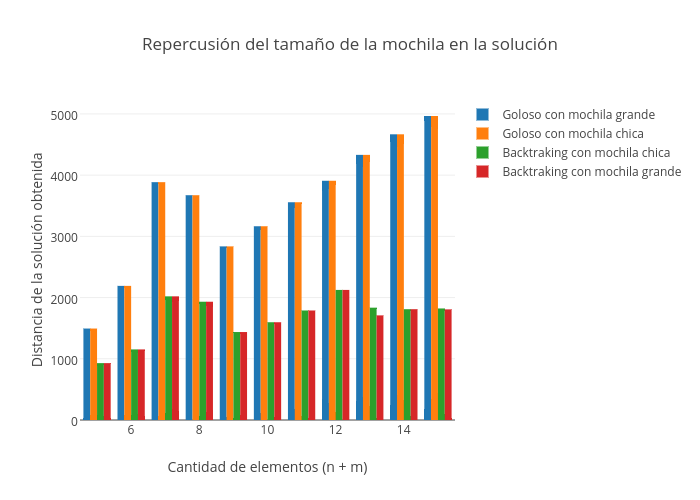 Repercusión del tamaño de la mochila en la solución
Goloso con mochila grande
Goloso con mochila chica
Backtraking con mochila chica
Backtraking con mochila grande
Distancia de la solución obtenida
5000
4000
3000
2000
1000
0
6 8 10 12 14
Cantidad de elementos (n + m)